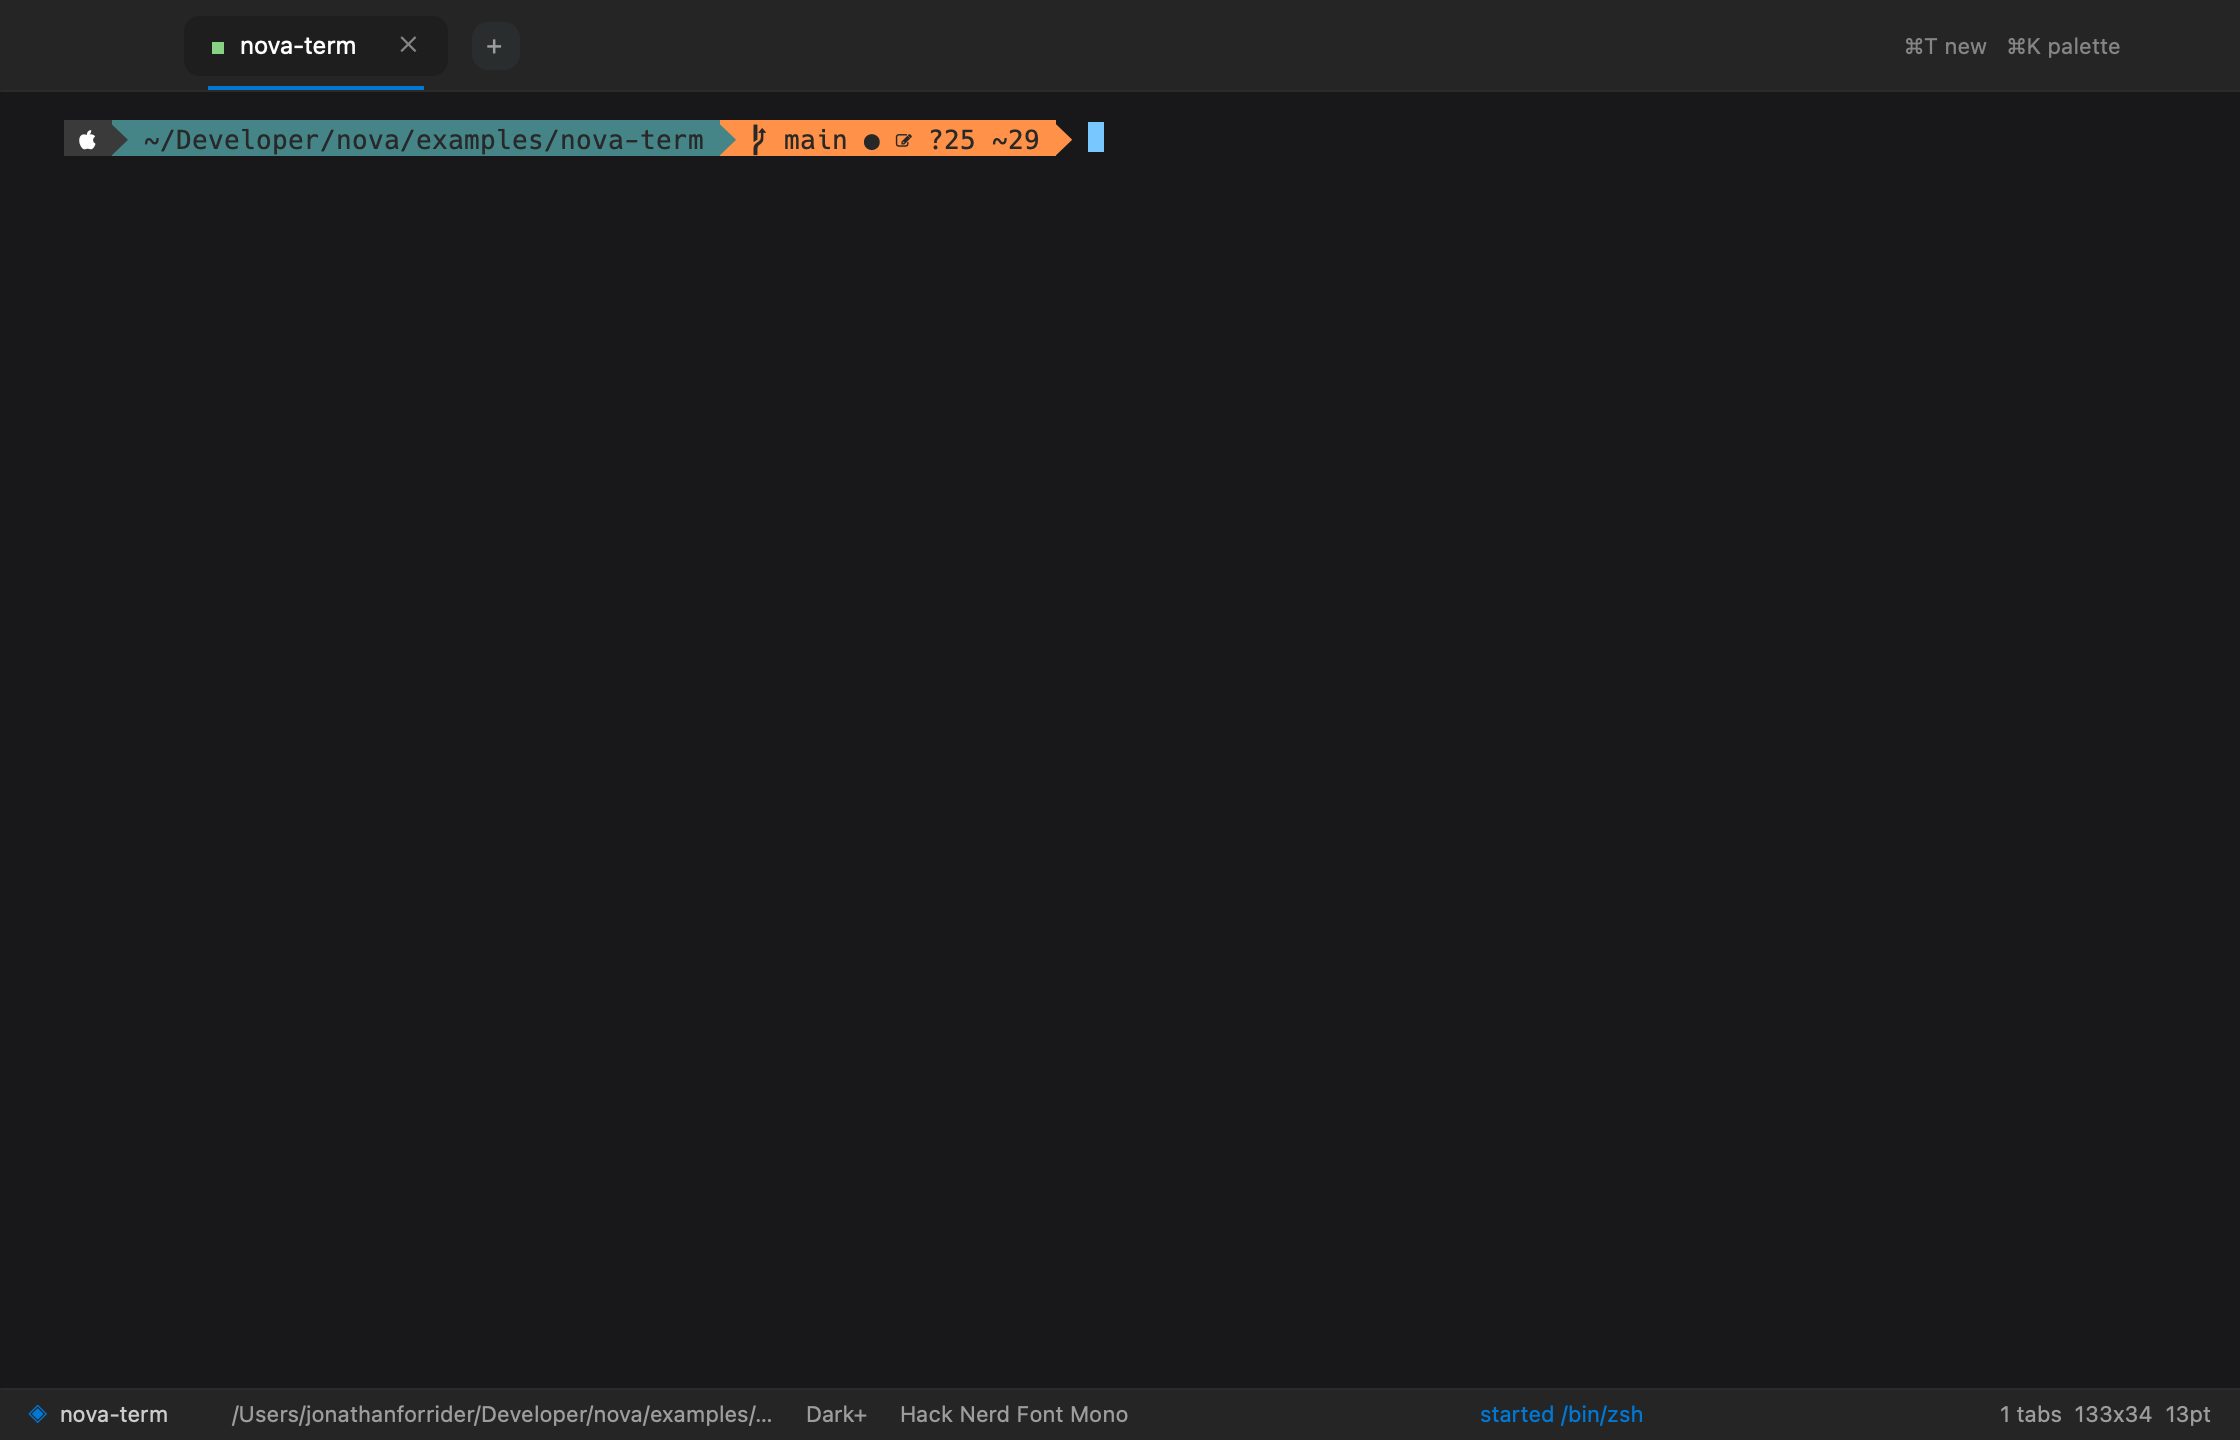 nova-term × + ⌘T new ⌘K palette
~/Developer/nova/examples/nova-term main ● ?25 ~29
nova-term /Users/jonathanforrider/Developer/nova/examples/... Dark+ Hack Nerd Font Mono started /bin/zsh 1 tabs 133x34 13pt